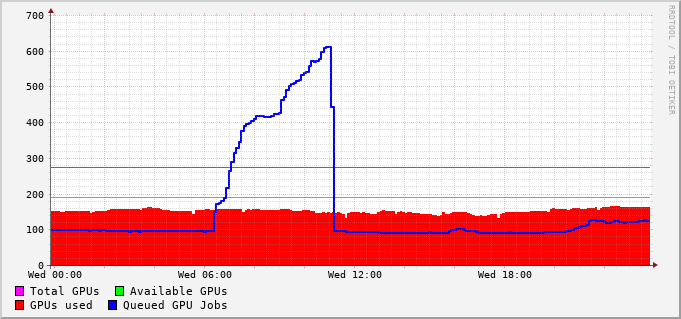 700
600
500
400
300
200
100
0
Wed 00:00 Wed 06:00 Wed 12:00 Wed 18:00
Total GPUs Available GPUs
GPUs used Queued GPU Jobs
RRDTOOL / TOBI OETIKER